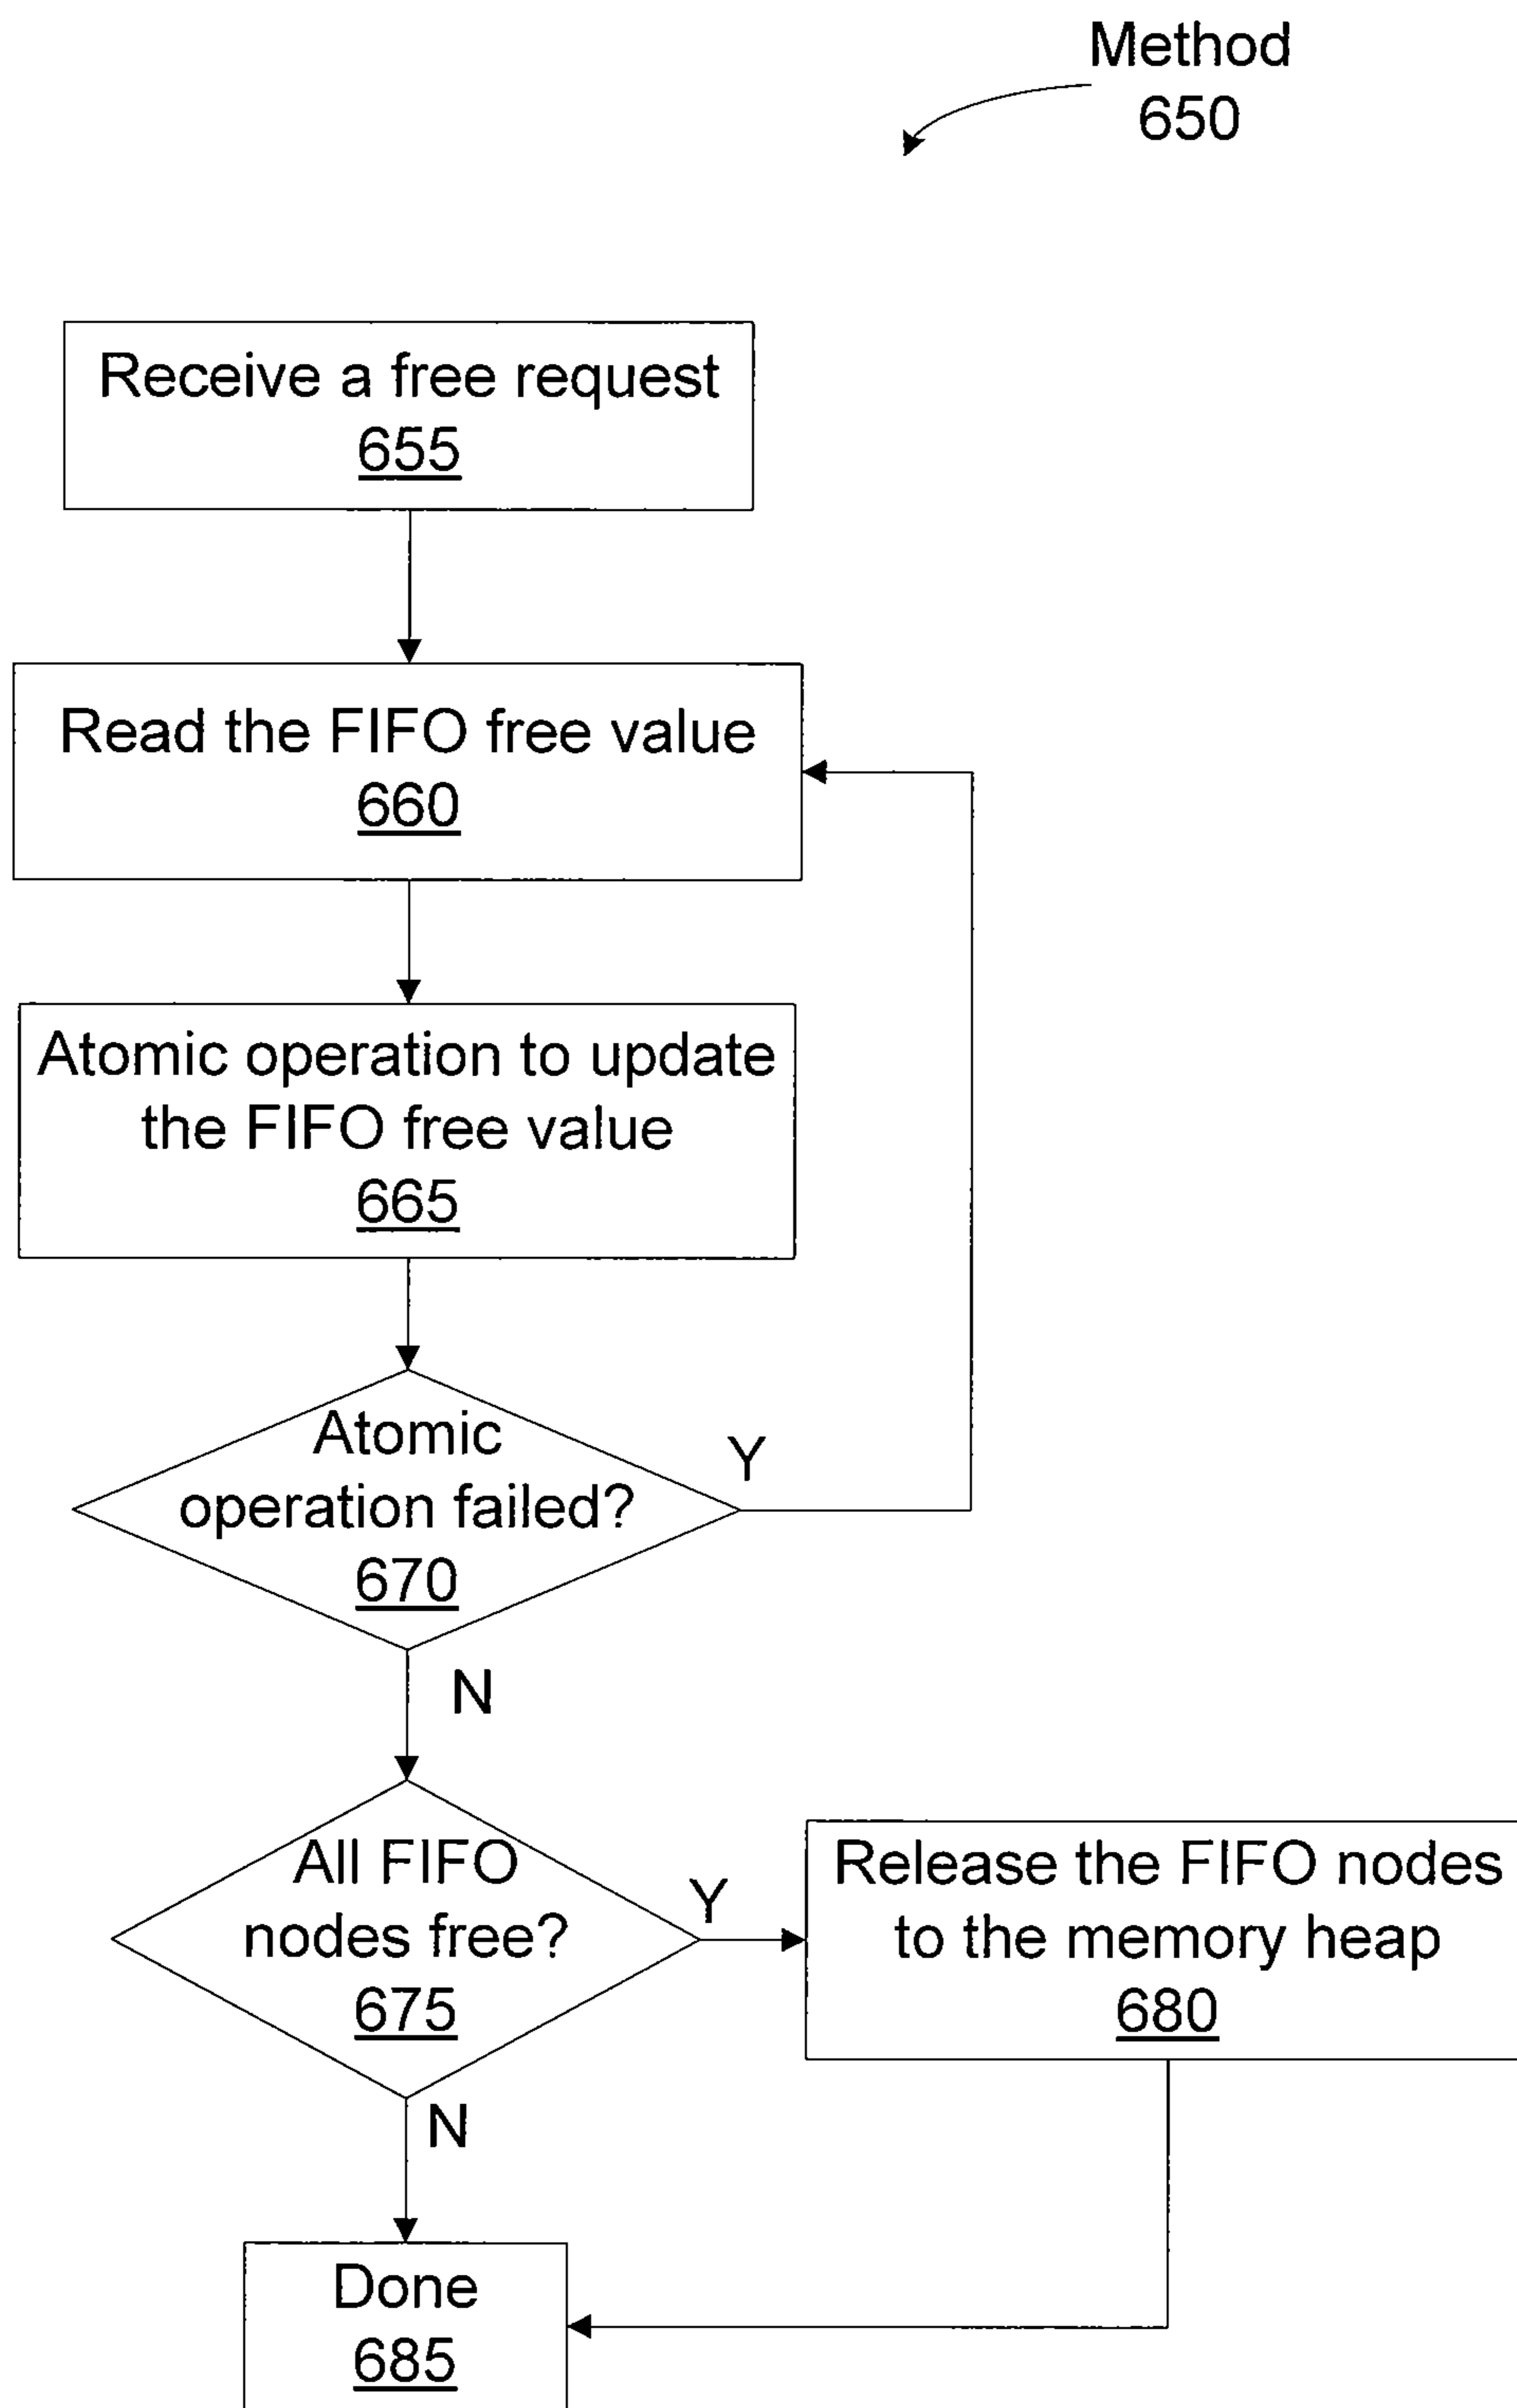 Method
650
Receive a free request
655
Read the FIFO free value
660
Atomic operation to update
the FIFO free value
665
Atomic
operation failed?
670
Y
N
All FIFO
nodes free?
675
Y
Release the FIFO nodes
to the memory heap
680
N
Done
685